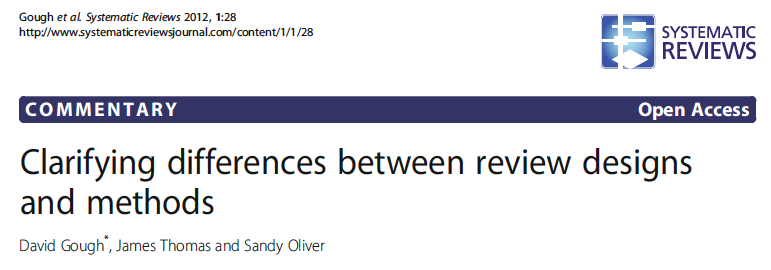 Gough et al. Systematic Reviews 2012, 1:28
http://www.systematicreviewsjournal.com/content/1/1/28
SYSTEMATIC
REVIEWS
COMMENTARY
Open Access
Clarifying differences between review designs
and methods
David Gough*, James Thomas and Sandy Oliver